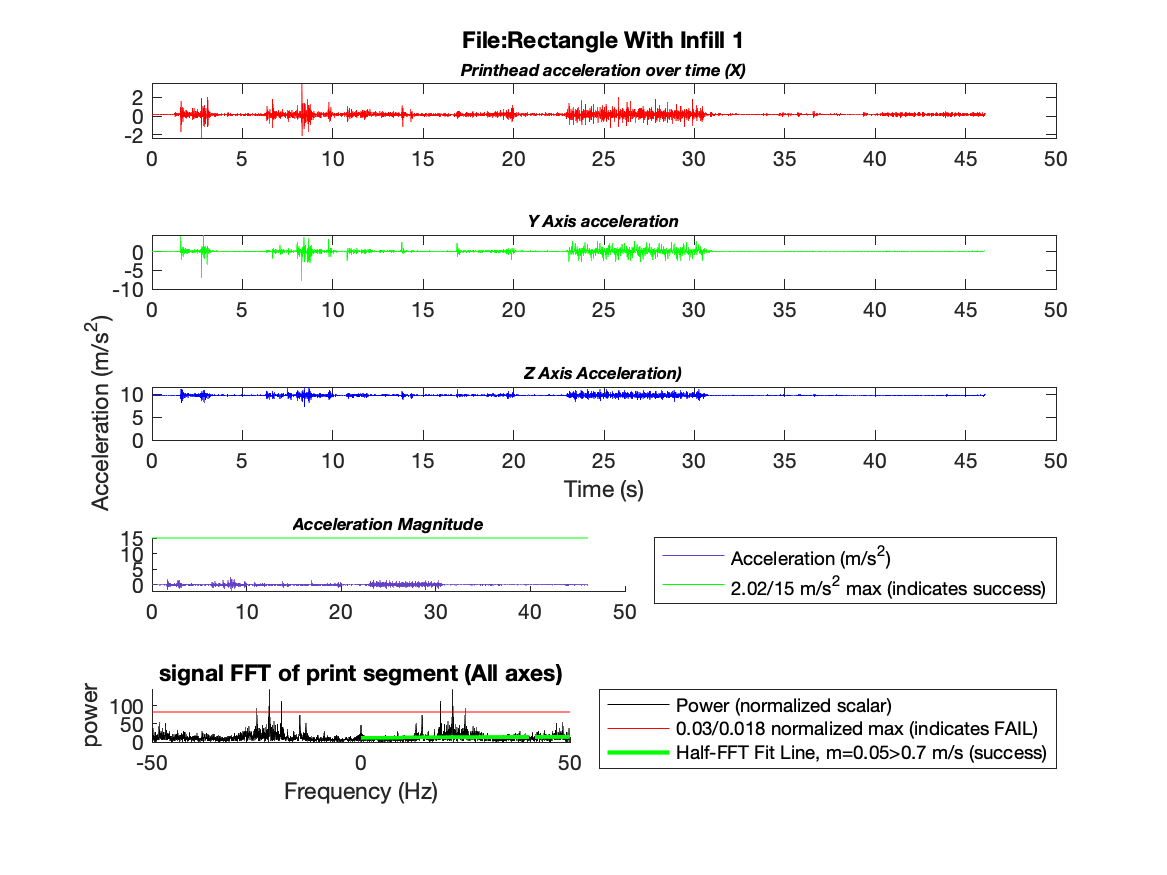 File:Rectangle With Infill 1
Printhead acceleration over time (X)
2
0
-2
0 5 10 15 20 25 30 35 40 45 50
Y Axis acceleration
0
-5
-10
0 5 10 15 20 25 30 35 40 45 50
Z Axis Acceleration)
10
5
0
0 5 10 15 20 25 30 35 40 45 50
Time (s)
Acceleration (m/s²)
Acceleration Magnitude
15
10
5
0
0 10 20 30 40 50
Acceleration (m/s²)
2.02/15 m/s² max (indicates success)
signal FFT of print segment (All axes)
power
100
50
0
-50 0 50
Frequency (Hz)
Power (normalized scalar)
0.03/0.018 normalized max (indicates FAIL)
Half-FFT Fit Line, m=0.05>0.7 m/s (success)